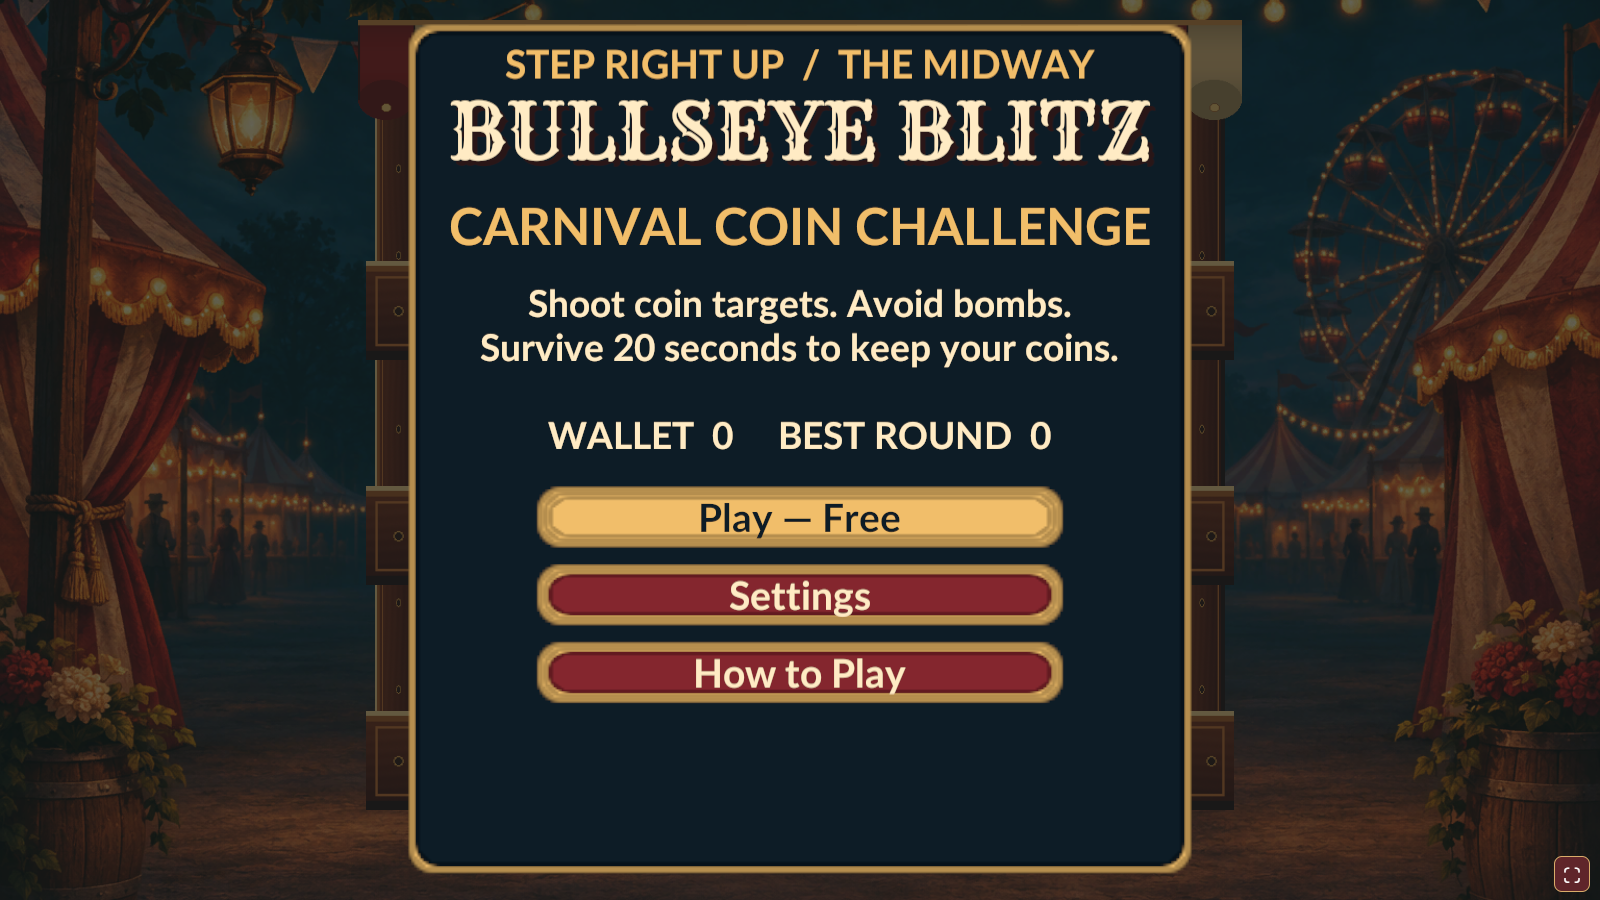 STEP RIGHT UP / THE MIDWAY
BULLSEYE BLITZ
CARNIVAL COIN CHALLENGE
Shoot coin targets. Avoid bombs.
Survive 20 seconds to keep your coins.
WALLET 0 BEST ROUND 0
Play — Free
Settings
How to Play